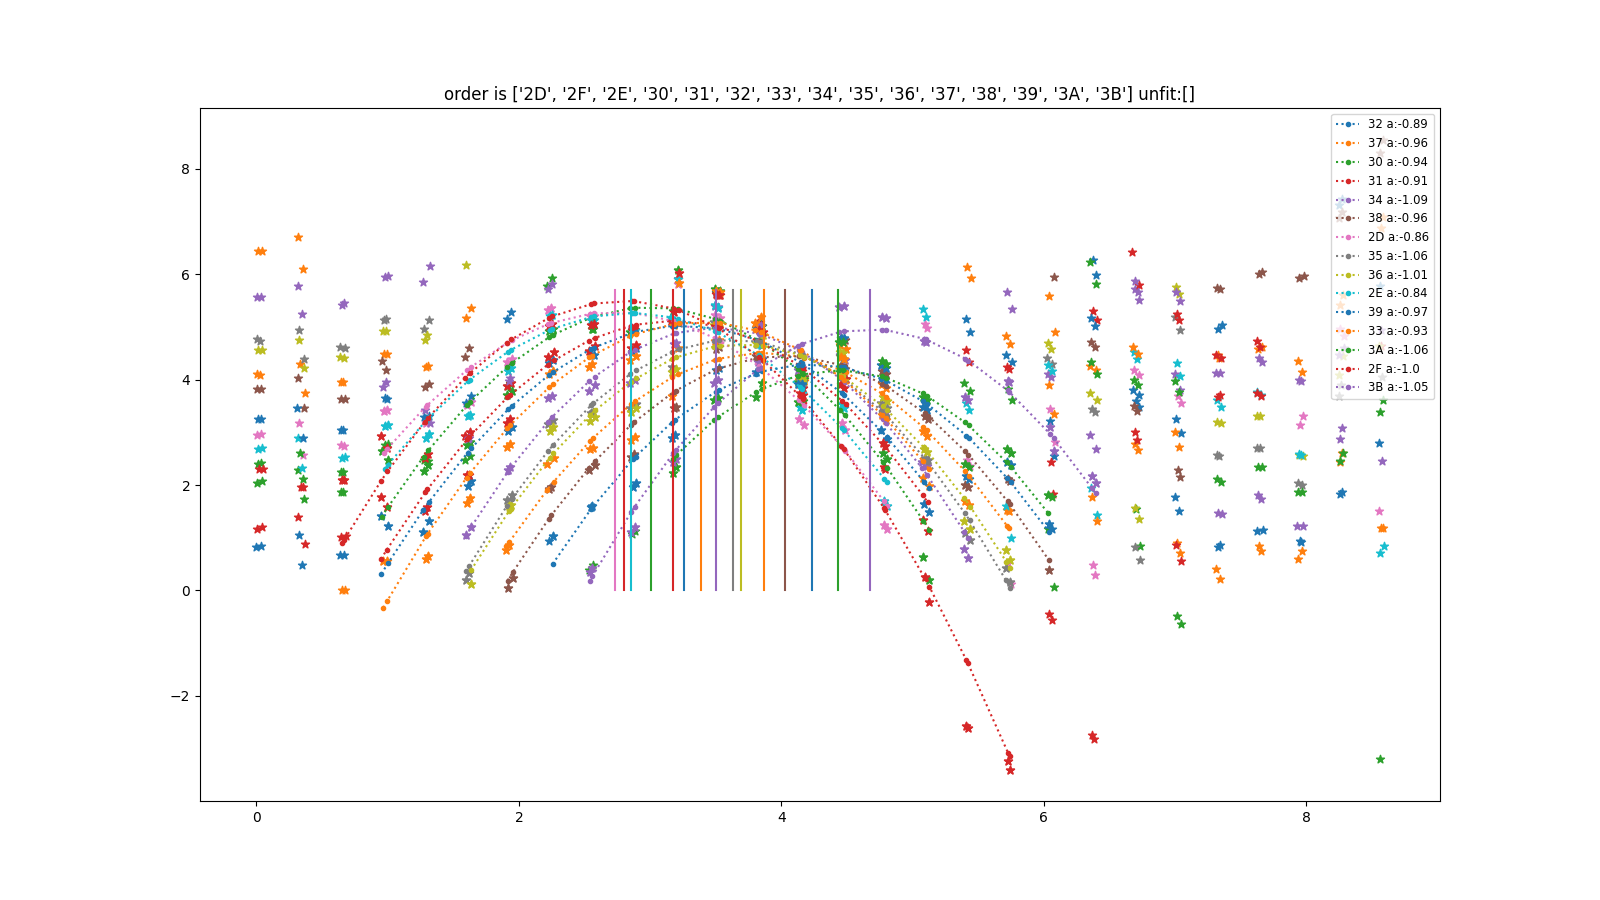 order is ['2D', '2F', '2E', '30', '31', '32', '33', '34', '35', '36', '37', '38', '39', '3A', '3B'] unfit:[]
32 a:-0.89
37 a:-0.96
30 a:-0.94
31 a:-0.91
34 a:-1.09
38 a:-0.96
2D a:-0.86
35 a:-1.06
36 a:-1.01
2E a:-0.84
39 a:-0.97
33 a:-0.93
3A a:-1.06
2F a:-1.0
3B a:-1.05
8
6
4
2
0
−2
0 2 4 6 8